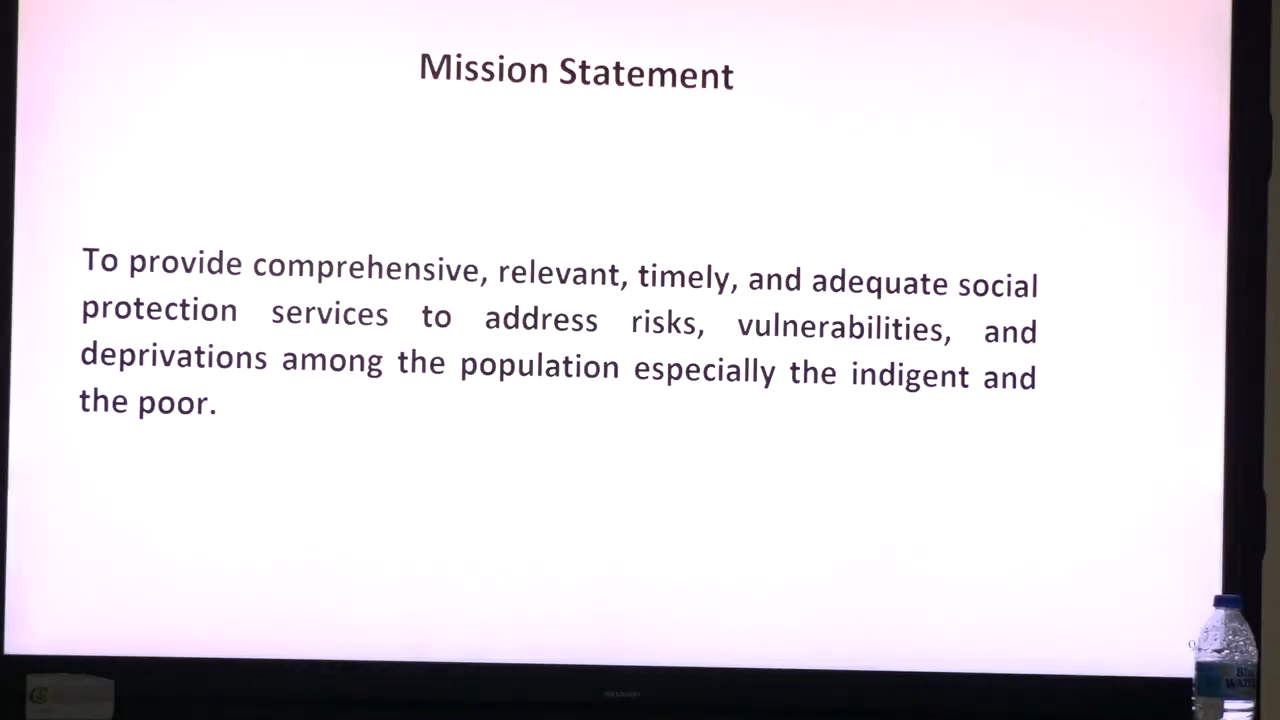 Mission Statement
To provide comprehensive, relevant, timely, and adequate social
protection services to address risks, vulnerabilities, and
deprivations among the population especially the indigent and
the poor.
SHARP